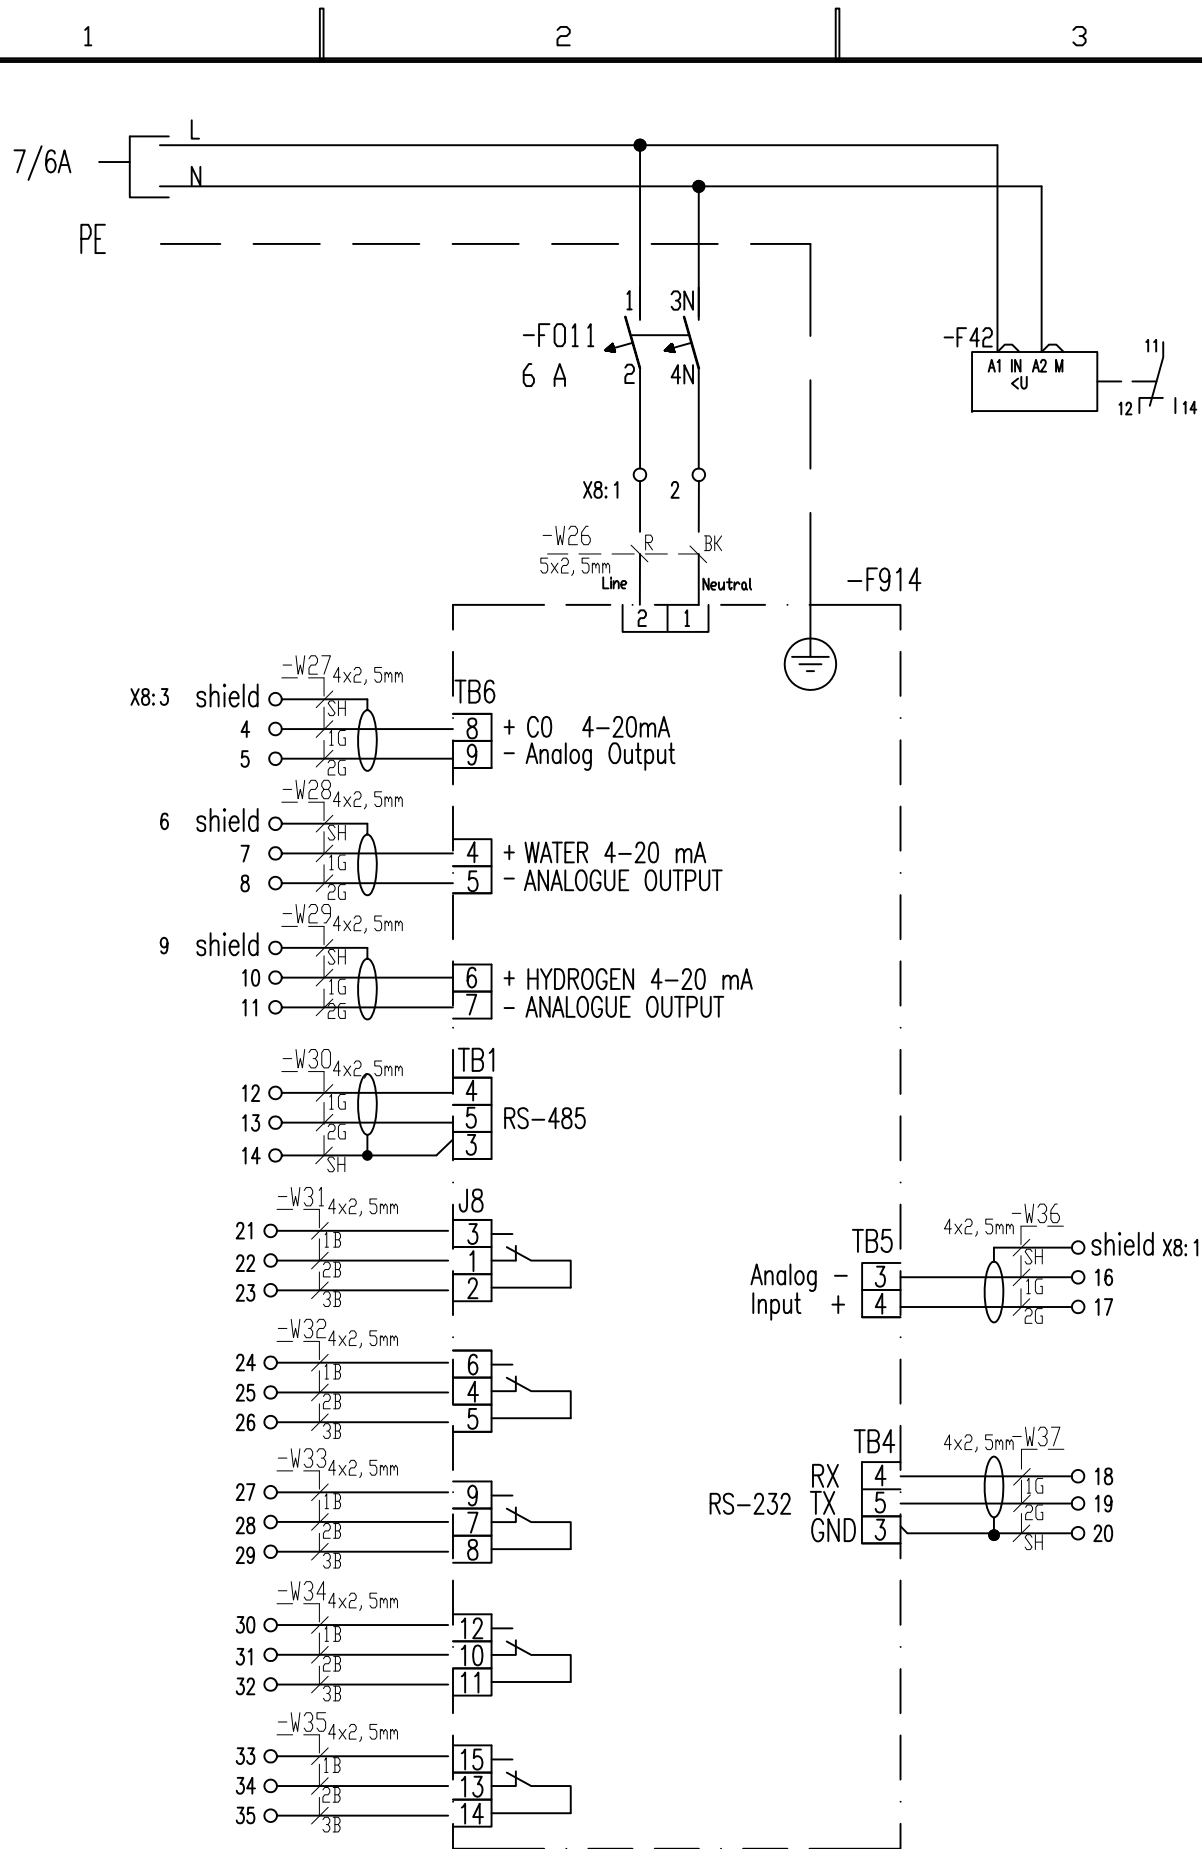 1 2 3
L
7/6A
N
PE
1 3N
-F011
6 A 2 4N
-F42
A1 IN A2 M
<U
11
12 14
X8:1 2
-W26 R BK
5x2,5mm
Line Neutral
-F914
2 1
-W27 4x2,5mm
TB6
X8:3 shield SH
4 1G 8 + CO 4-20mA
5 2G 9 - Analog Output
-W28 4x2,5mm
6 shield SH
7 1G 4 + WATER 4-20 mA
8 2G 5 - ANALOGUE OUTPUT
-W29 4x2,5mm
9 shield SH
10 1G 6 + HYDROGEN 4-20 mA
11 2G 7 - ANALOGUE OUTPUT
-W30 4x2,5mm TB1
12 1G 4
13 2G 5 RS-485
14 SH 3
-W31 4x2,5mm J8
21 1B 3
22 2B 1
23 3B 2
TB5 4x2,5mm -W36
shield X8:1
SH
Analog - 3 1G 16
Input + 4 2G 17
-W32 4x2,5mm
24 1B 6
25 2B 4
26 3B 5
TB4 4x2,5mm -W37
RX 4 1G 18
RS-232 TX 5 2G 19
GND 3 SH 20
-W33 4x2,5mm
27 1B 9
28 2B 7
29 3B 8
-W34 4x2,5mm
30 1B 12
31 2B 10
32 3B 11
-W35 4x2,5mm
33 1B 15
34 2B 13
35 3B 14